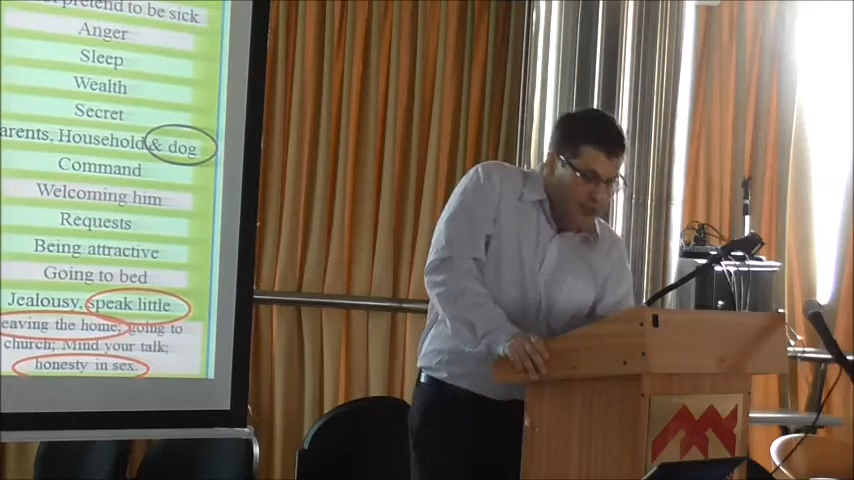 not pretend to be sick
Anger
Sleep
Wealth
Secret
arents, Household & dog
Command
Welcoming him
Requests
Being attractive
Going to bed
Jealousy, speak little
eaving the home, going to
church; Mind your talk,
honesty in sex